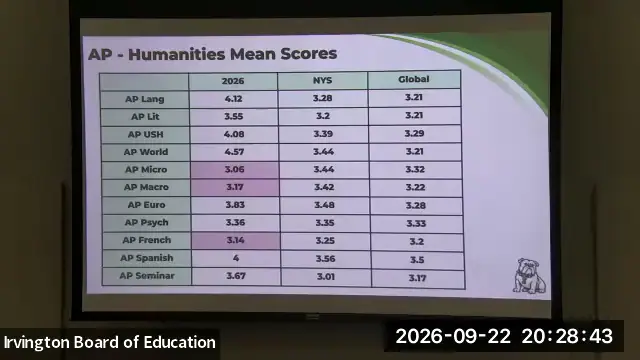 AP - Humanities Mean Scores
2026 NYS Global
AP Lang 4.12 3.28 3.21
AP Lit 3.55 3.2 3.21
AP USH 4.08 3.39 3.29
AP World 4.57 3.44 3.21
AP Micro 3.06 3.44 3.32
AP Macro 3.17 3.42 3.22
AP Euro 3.83 3.48 3.28
AP Psych 3.36 3.35 3.33
AP French 3.14 3.25 3.2
AP Spanish 4 3.56 3.5
AP Seminar 3.67 3.01 3.17
Irvington Board of Education
2026-09-22 20:28:43